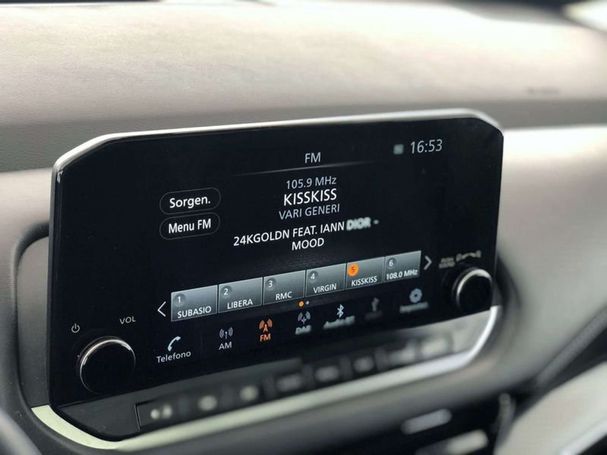 FM
16:53
105.9 MHz
KISSKISS
VARI GENERI
Sorgen.
Menu FM
24KGOLDN FEAT. IANN DIOR -
MOOD
1 SUBASIO
2 LIBERA
3 RMC
4 VIRGIN
5 KISSKISS
6 108.0 MHz
VOL
Telefono
AM
FM
DAB